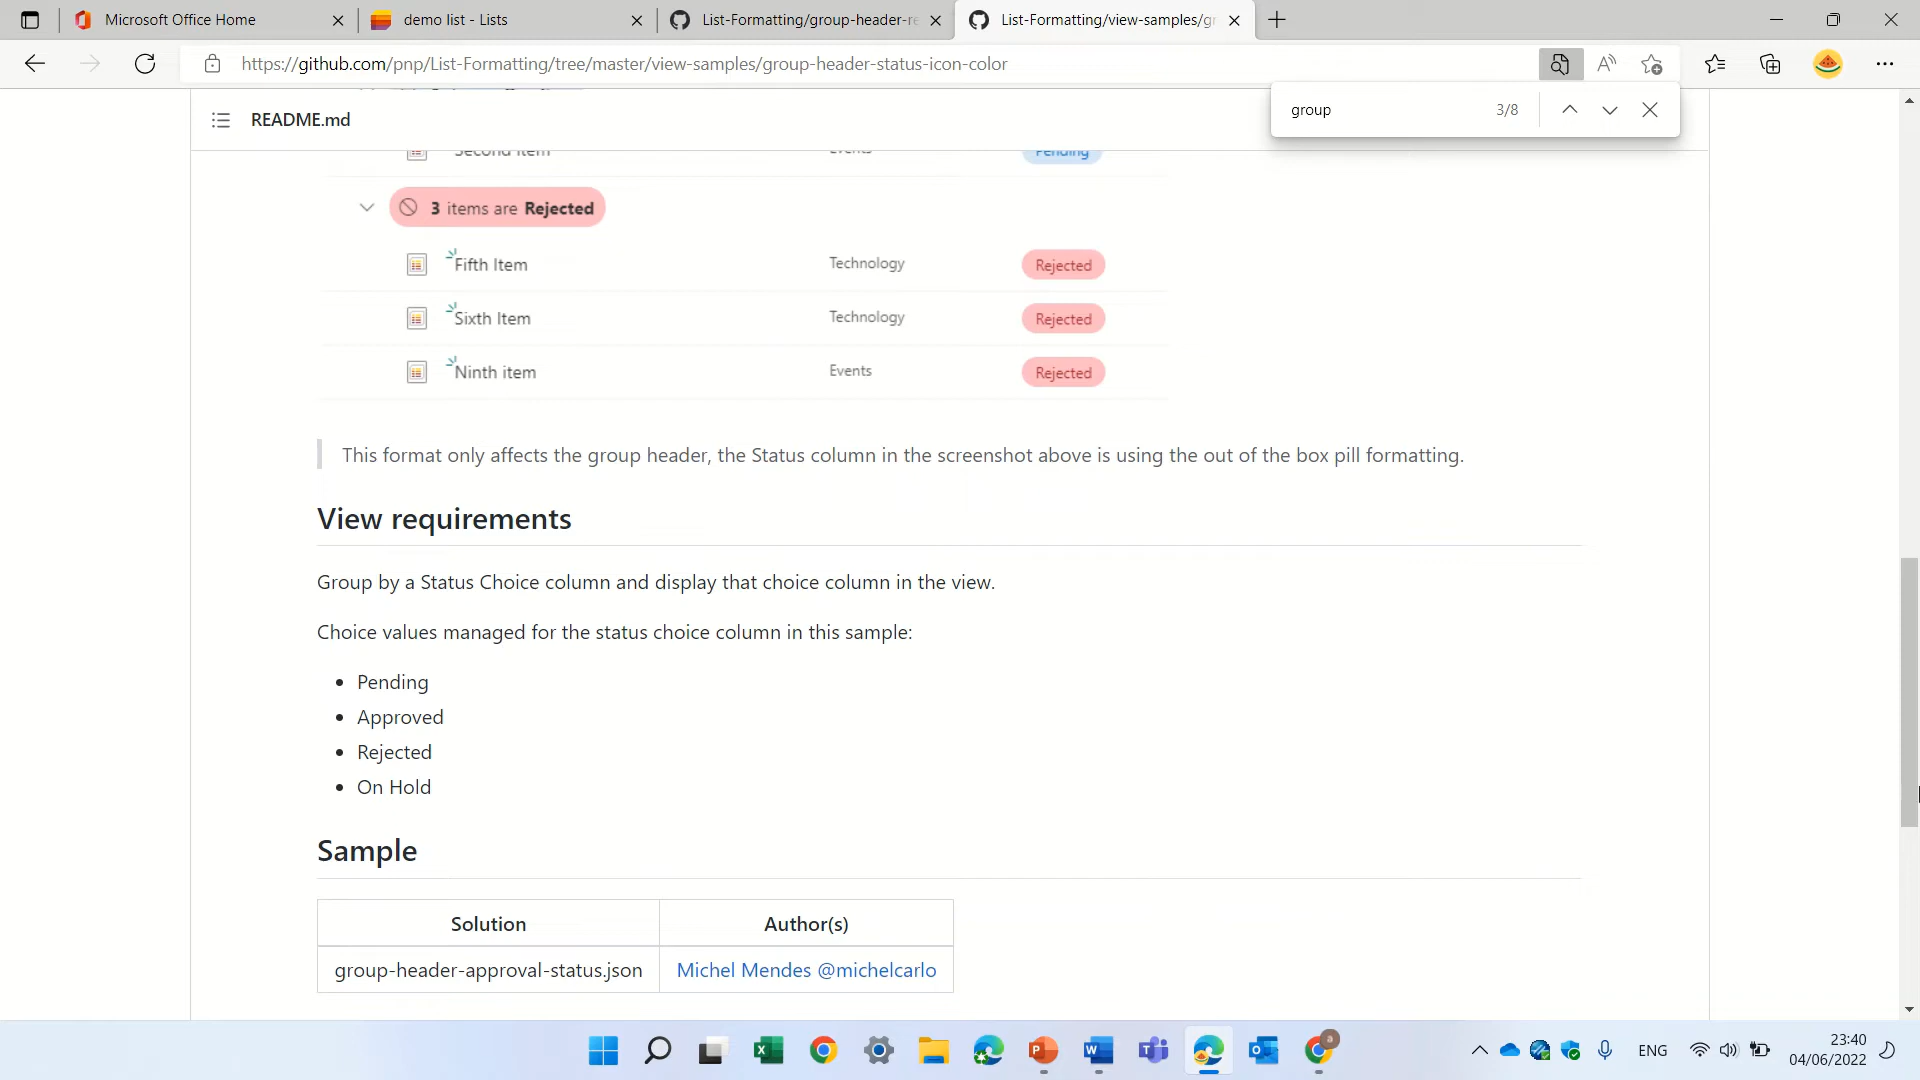 Microsoft Office Home
demo list - Lists
List-Formatting/group-header-re
List-Formatting/view-samples/gr
https://github.com/pnp/List-Formatting/tree/master/view-samples/group-header-status-icon-color
group 3/8
README.md
Second Item Events Pending
3 items are Rejected
Fifth Item Technology Rejected
Sixth Item Technology Rejected
Ninth item Events Rejected
This format only affects the group header, the Status column in the screenshot above is using the out of the box pill formatting.
View requirements
Group by a Status Choice column and display that choice column in the view.
Choice values managed for the status choice column in this sample:
Pending
Approved
Rejected
On Hold
Sample
Solution Author(s)
group-header-approval-status.json Michel Mendes @michelcarlo
ENG
23:40
04/06/2022